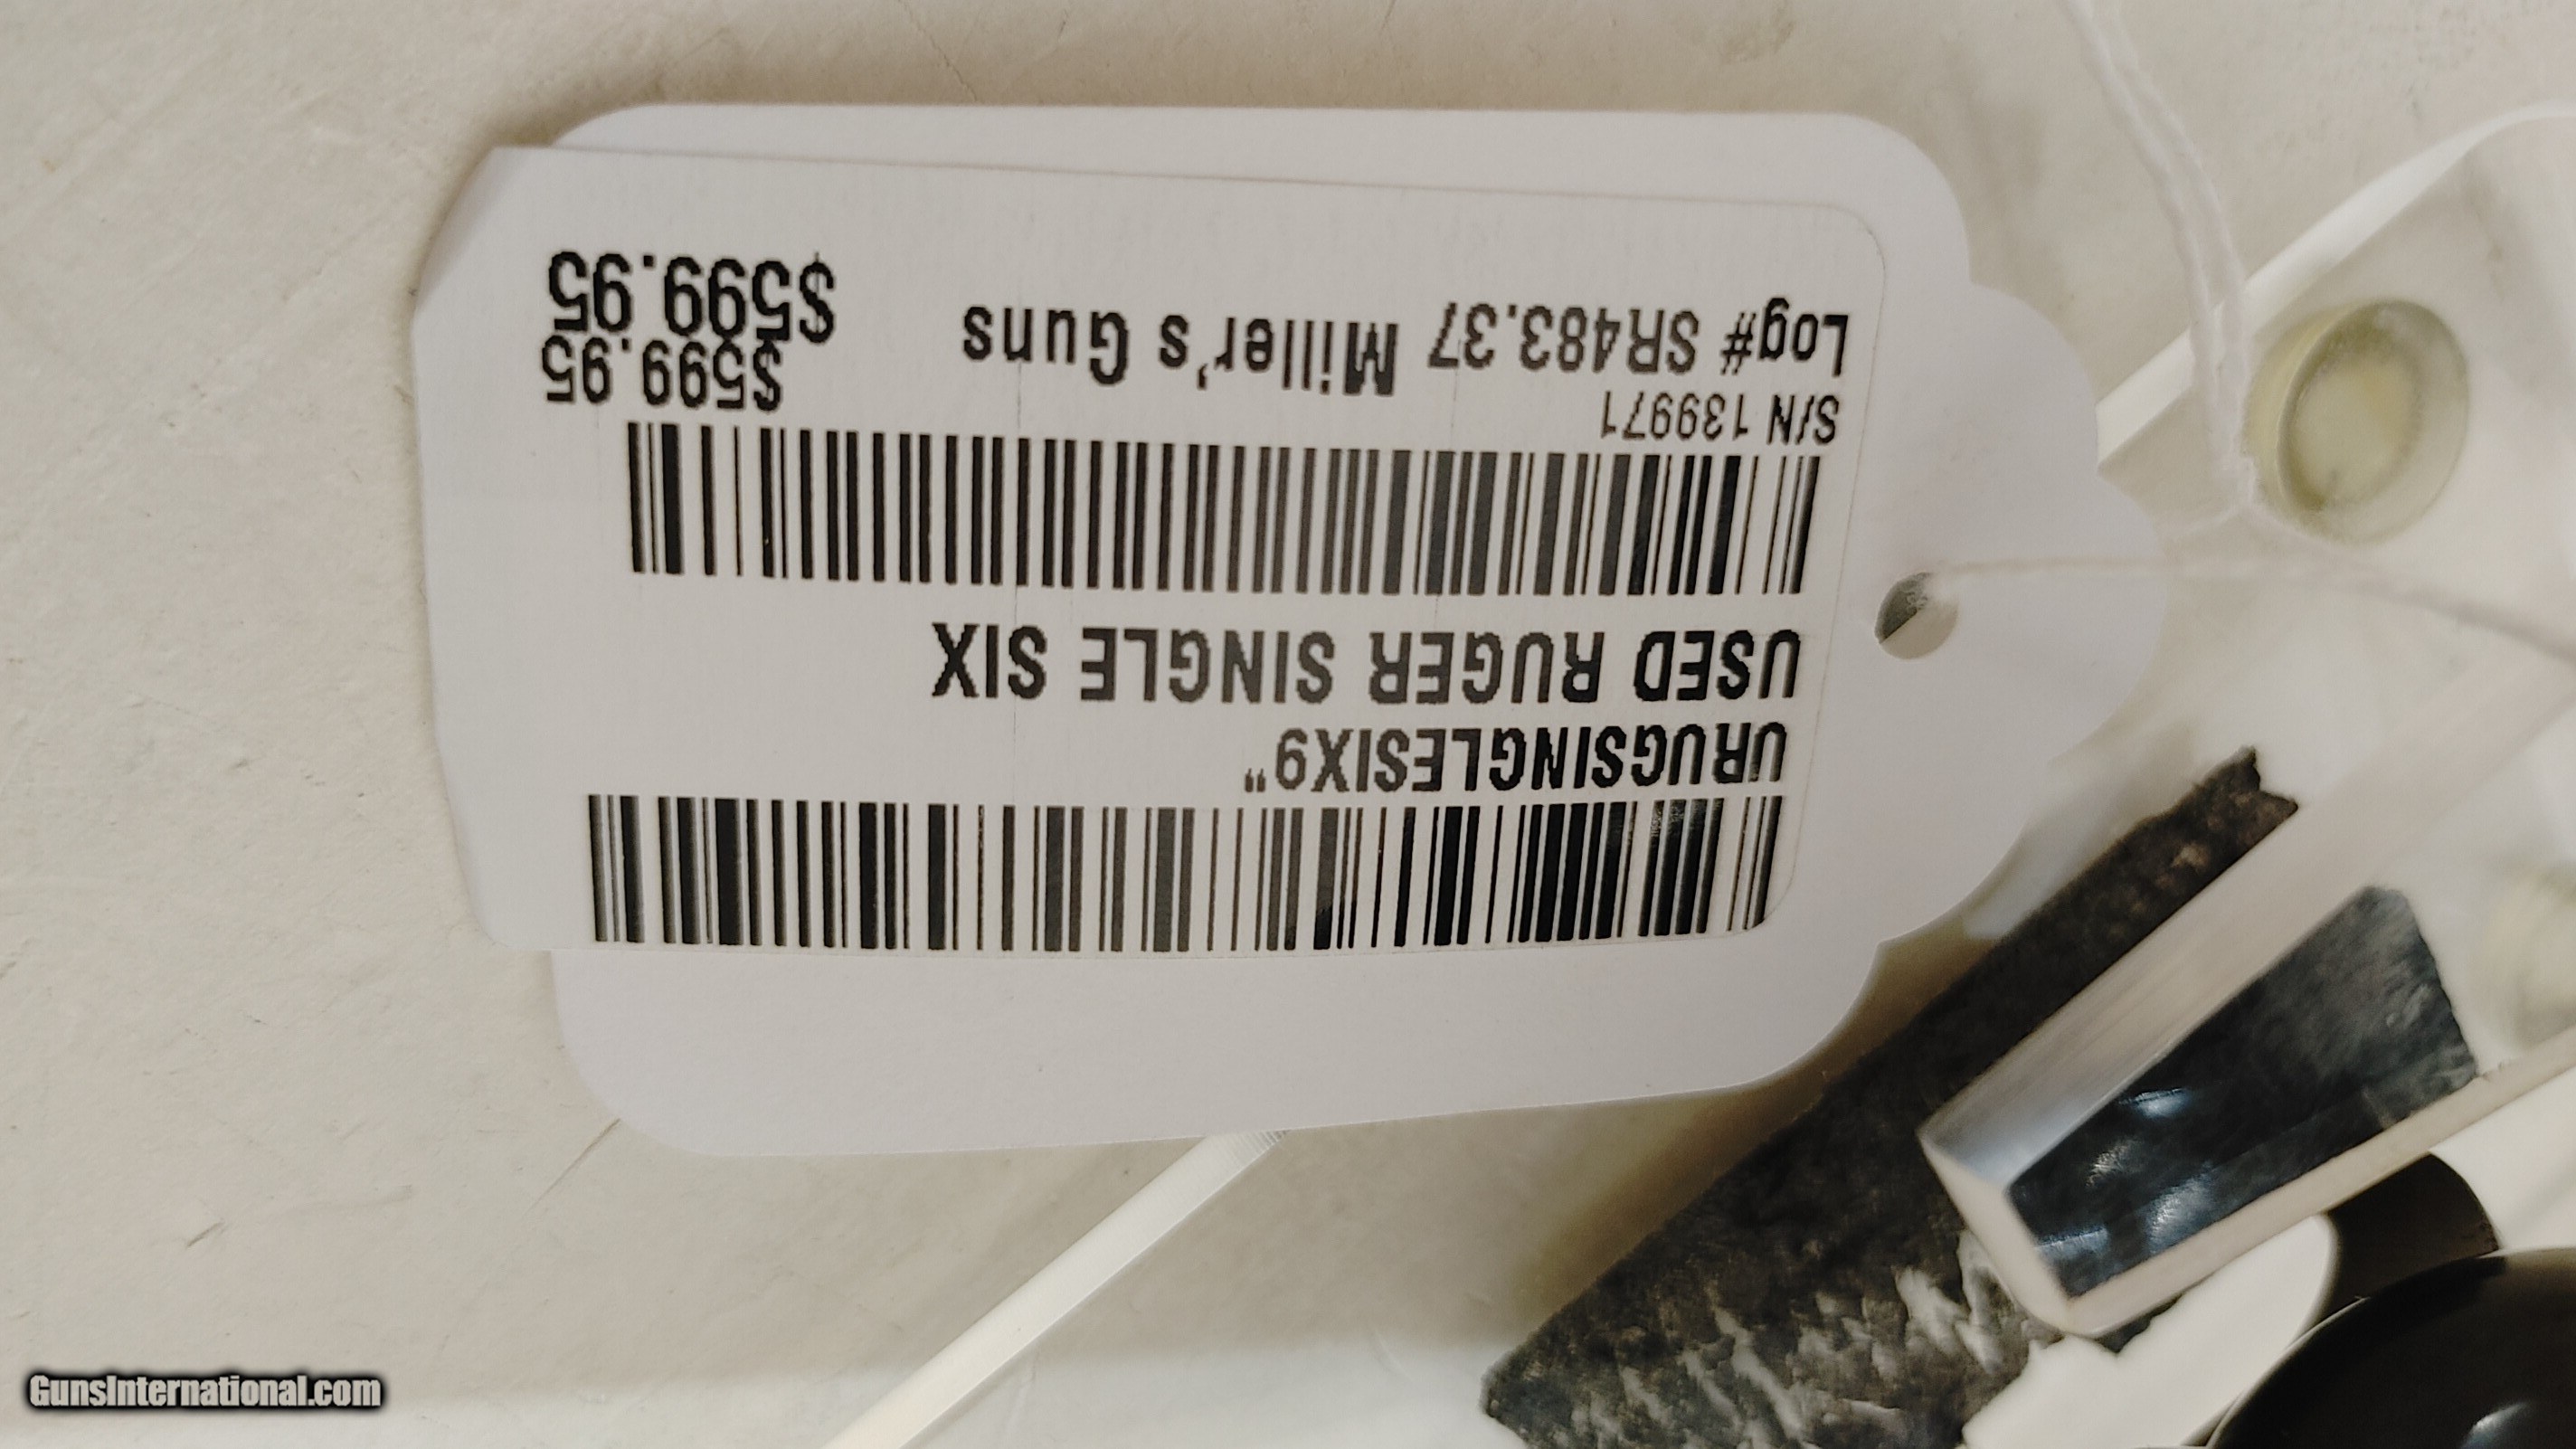 URUGSINGLESIX9"
USED RUGER SINGLE SIX
S/N 139971
$599.95
Log# SR483.37 Miller's Guns
$599.95
GunsInternational.com